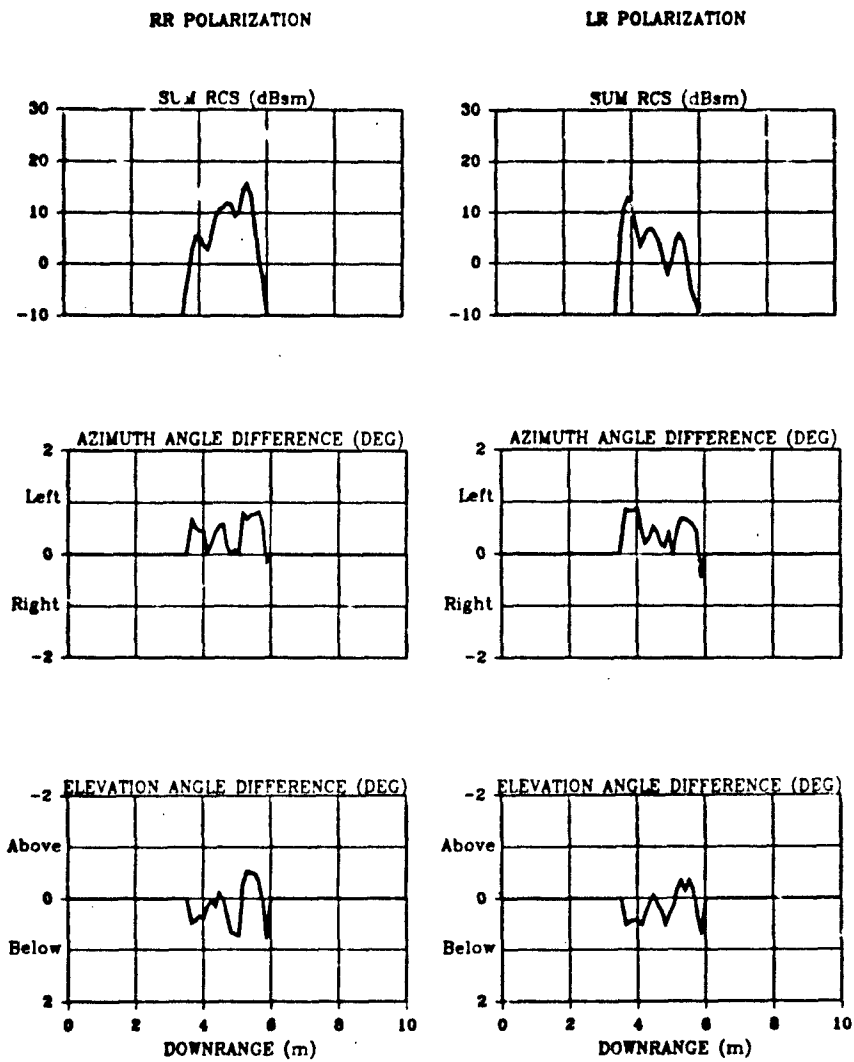 RR POLARIZATION LR POLARIZATION
SUM RCS (dBsm) SUM RCS (dBsm)
30 30
20 20
10 10
0 0
-10 -10
AZIMUTH ANGLE DIFFERENCE (DEG) AZIMUTH ANGLE DIFFERENCE (DEG)
2 2
Left Left
0 0
Right Right
-2 -2
ELEVATION ANGLE DIFFERENCE (DEG) ELEVATION ANGLE DIFFERENCE (DEG)
-2 -2
Above Above
0 0
Below Below
2 2
0 2 4 6 8 10 0 2 4 6 8 10
DOWNRANGE (m) DOWNRANGE (m)